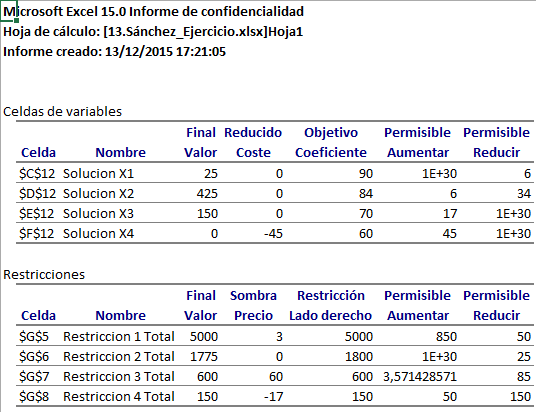 Microsoft Excel 15.0 Informe de confidencialidad
Hoja de cálculo: [13.Sánchez_Ejercicio.xlsx]Hoja1
Informe creado: 13/12/2015 17:21:05
Celdas de variables
Final Reducido Objetivo Permisible Permisible
Celda Nombre Valor Coste Coeficiente Aumentar Reducir
$C$12 Solucion X1 25 0 90 1E+30 6
$D$12 Solucion X2 425 0 84 6 34
$E$12 Solucion X3 150 0 70 17 1E+30
$F$12 Solucion X4 0 -45 60 45 1E+30
Restricciones
Final Sombra Restricción Permisible Permisible
Celda Nombre Valor Precio Lado derecho Aumentar Reducir
$G$5 Restriccion 1 Total 5000 3 5000 850 50
$G$6 Restriccion 2 Total 1775 0 1800 1E+30 25
$G$7 Restriccion 3 Total 600 60 600 3,571428571 85
$G$8 Restriccion 4 Total 150 -17 150 50 150